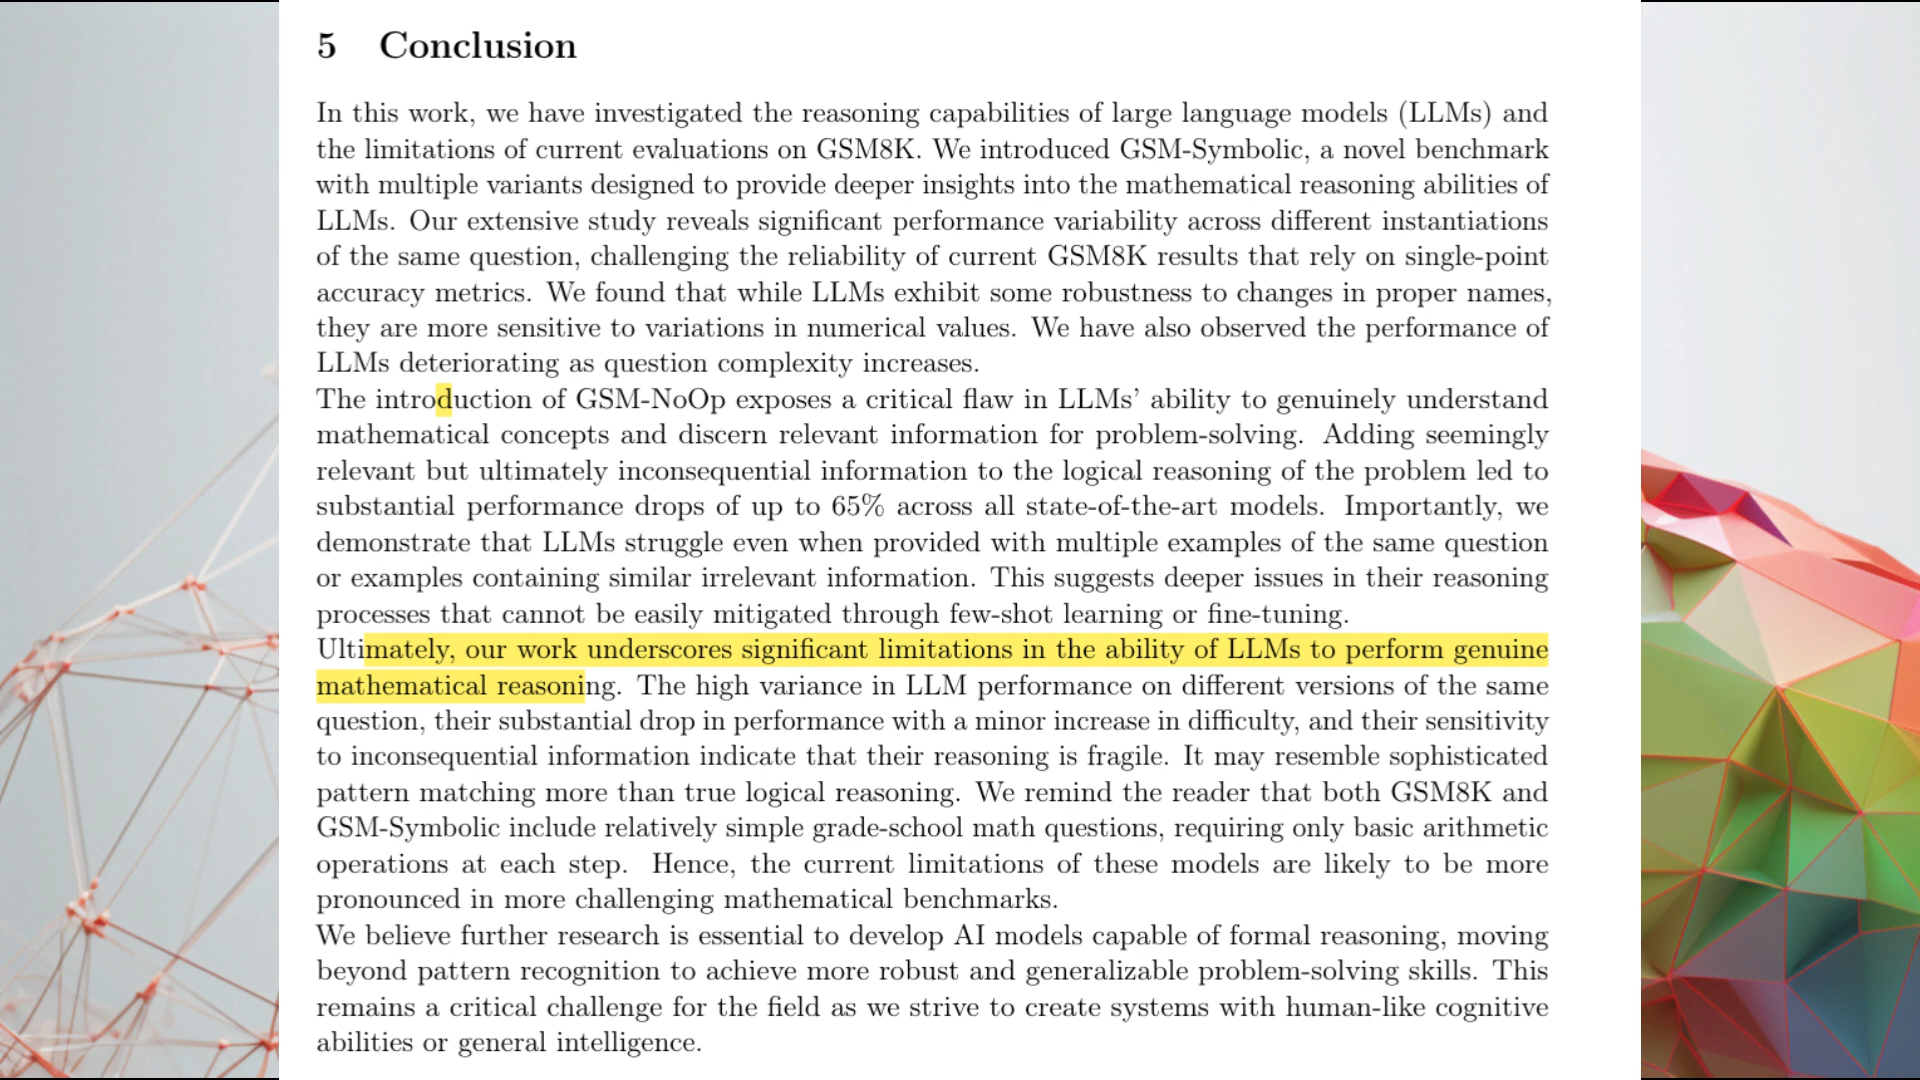 5 Conclusion
In this work, we have investigated the reasoning capabilities of large language models (LLMs) and
the limitations of current evaluations on GSM8K. We introduced GSM-Symbolic, a novel benchmark
with multiple variants designed to provide deeper insights into the mathematical reasoning abilities of
LLMs. Our extensive study reveals significant performance variability across different instantiations
of the same question, challenging the reliability of current GSM8K results that rely on single-point
accuracy metrics. We found that while LLMs exhibit some robustness to changes in proper names,
they are more sensitive to variations in numerical values. We have also observed the performance of
LLMs deteriorating as question complexity increases.
The introduction of GSM-NoOp exposes a critical flaw in LLMs’ ability to genuinely understand
mathematical concepts and discern relevant information for problem-solving. Adding seemingly
relevant but ultimately inconsequential information to the logical reasoning of the problem led to
substantial performance drops of up to 65% across all state-of-the-art models. Importantly, we
demonstrate that LLMs struggle even when provided with multiple examples of the same question
or examples containing similar irrelevant information. This suggests deeper issues in their reasoning
processes that cannot be easily mitigated through few-shot learning or fine-tuning.
Ultimately, our work underscores significant limitations in the ability of LLMs to perform genuine
mathematical reasoning. The high variance in LLM performance on different versions of the same
question, their substantial drop in performance with a minor increase in difficulty, and their sensitivity
to inconsequential information indicate that their reasoning is fragile. It may resemble sophisticated
pattern matching more than true logical reasoning. We remind the reader that both GSM8K and
GSM-Symbolic include relatively simple grade-school math questions, requiring only basic arithmetic
operations at each step. Hence, the current limitations of these models are likely to be more
pronounced in more challenging mathematical benchmarks.
We believe further research is essential to develop AI models capable of formal reasoning, moving
beyond pattern recognition to achieve more robust and generalizable problem-solving skills. This
remains a critical challenge for the field as we strive to create systems with human-like cognitive
abilities or general intelligence.